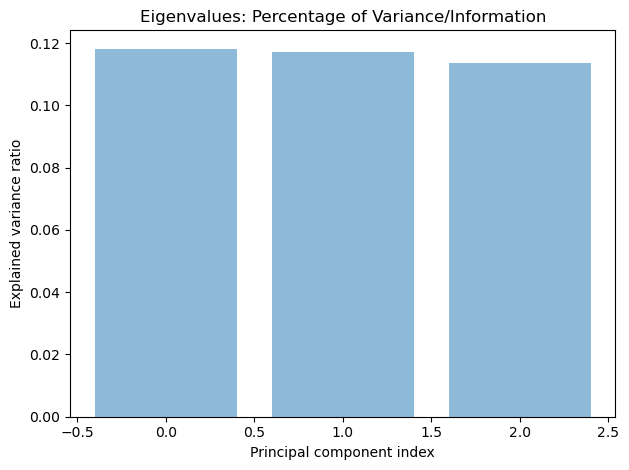 Eigenvalues: Percentage of Variance/Information
0.12
0.10
0.08
0.06
0.04
0.02
0.00
Explained variance ratio
−0.5 0.0 0.5 1.0 1.5 2.0 2.5
Principal component index